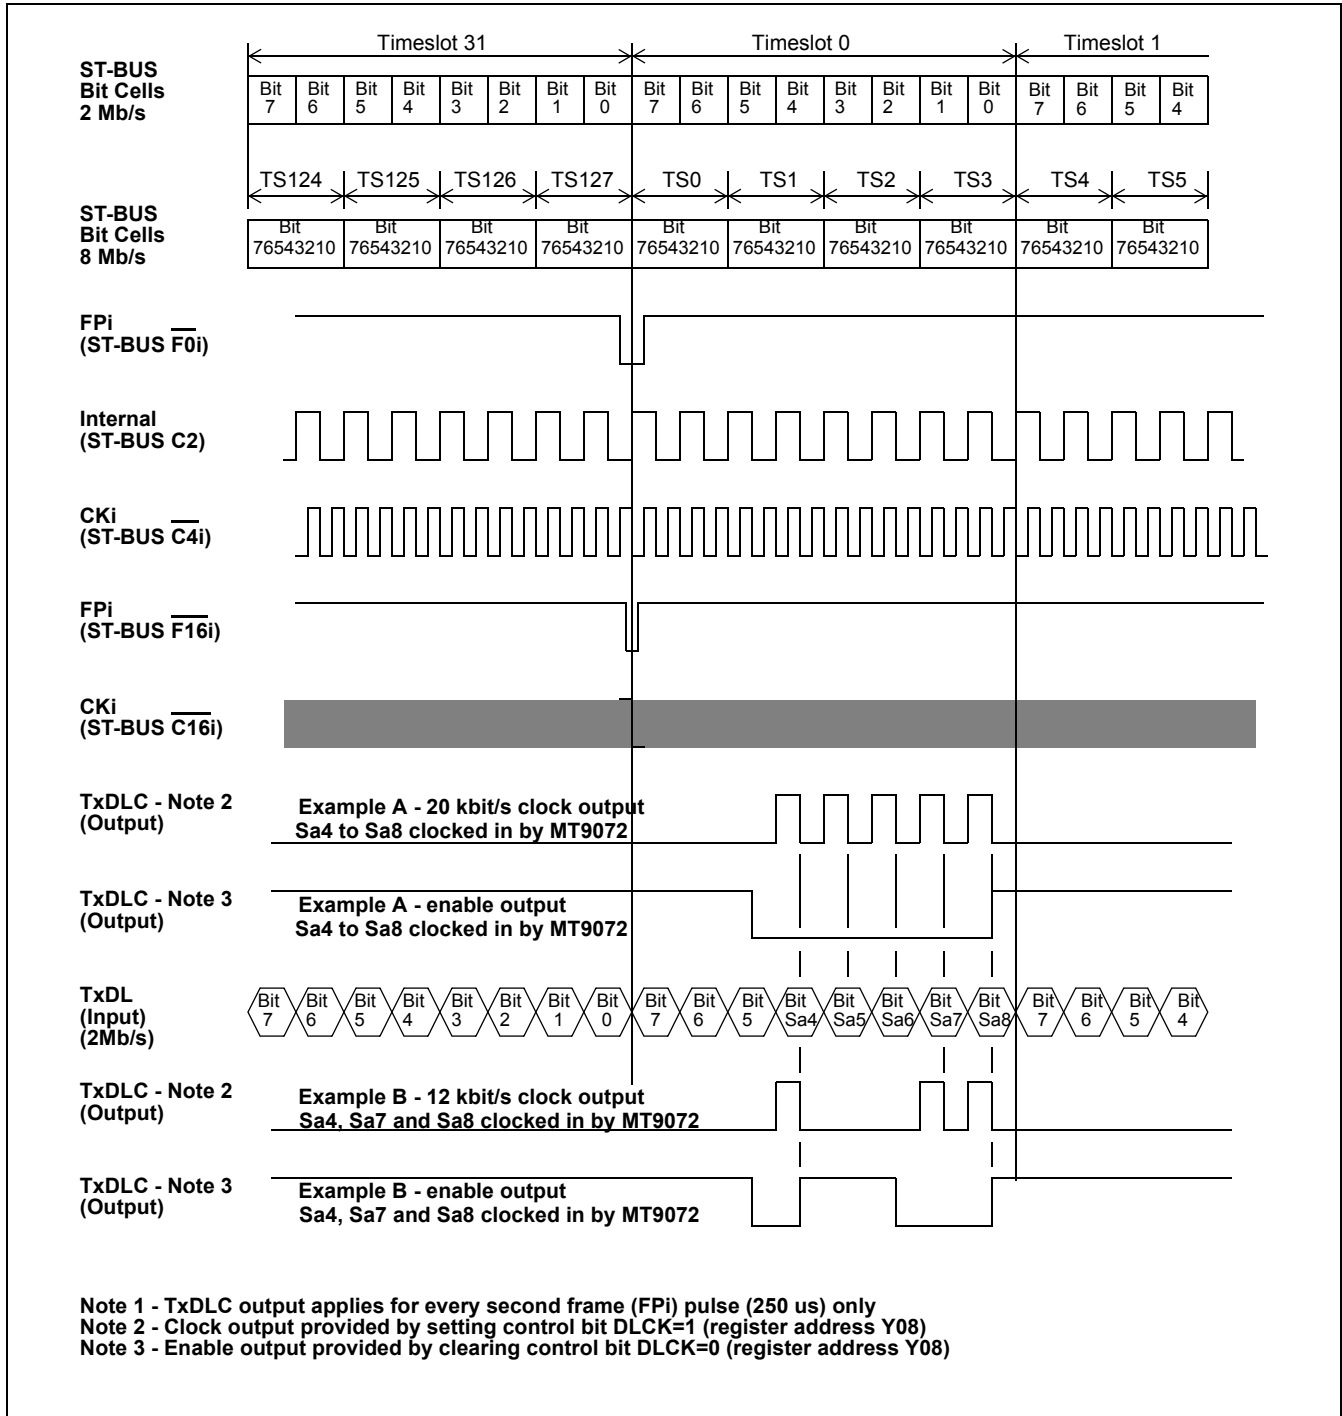 Timeslot 31 Timeslot 0 Timeslot 1
ST-BUS
Bit Cells
2 Mb/s
Bit Bit Bit Bit Bit Bit Bit Bit Bit Bit Bit Bit Bit Bit Bit Bit Bit Bit Bit Bit
7 6 5 4 3 2 1 0 7 6 5 4 3 2 1 0 7 6 5 4
TS124 TS125 TS126 TS127 TS0 TS1 TS2 TS3 TS4 TS5
ST-BUS
Bit Cells
8 Mb/s
Bit Bit Bit Bit Bit Bit Bit Bit Bit Bit
76543210 76543210 76543210 76543210 76543210 76543210 76543210 76543210 76543210 76543210
FPi
(ST-BUS F0i)
Internal
(ST-BUS C2)
CKi
(ST-BUS C4i)
FPi
(ST-BUS F16i)
CKi
(ST-BUS C16i)
TxDLC - Note 2
(Output)
Example A - 20 kbit/s clock output
Sa4 to Sa8 clocked in by MT9072
TxDLC - Note 3
(Output)
Example A - enable output
Sa4 to Sa8 clocked in by MT9072
TxDL
(Input)
(2Mb/s)
Bit Bit Bit Bit Bit Bit Bit Bit Bit Bit Bit Bit Bit Bit Bit Bit Bit Bit Bit Bit
7 6 5 4 3 2 1 0 7 6 5 Sa4 Sa5 Sa6 Sa7 Sa8 7 6 5 4
TxDLC - Note 2
(Output)
Example B - 12 kbit/s clock output
Sa4, Sa7 and Sa8 clocked in by MT9072
TxDLC - Note 3
(Output)
Example B - enable output
Sa4, Sa7 and Sa8 clocked in by MT9072
Note 1 - TxDLC output applies for every second frame (FPi) pulse (250 us) only
Note 2 - Clock output provided by setting control bit DLCK=1 (register address Y08)
Note 3 - Enable output provided by clearing control bit DLCK=0 (register address Y08)